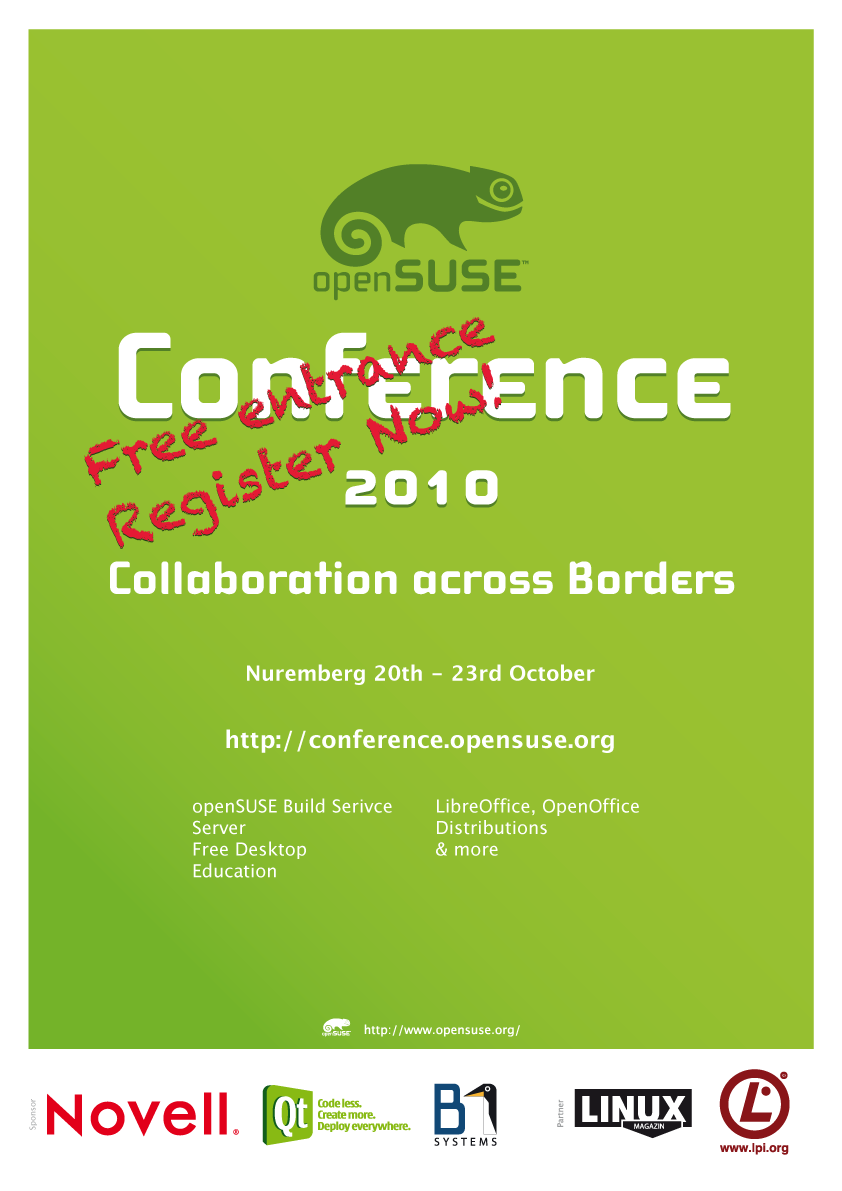 openSUSE™
Conference
Free entrance
Register Now!
2010
Collaboration across Borders
Nuremberg 20th – 23rd October
http://conference.opensuse.org
openSUSE Build Serivce
Server
Free Desktop
Education
LibreOffice, OpenOffice
Distributions
& more
openSUSE
http://www.opensuse.org/
Sponsor
Novell®
Qt
Code less.
Create more.
Deploy everywhere.
B1
SYSTEMS
Partner
LINUX
MAGAZIN
L
www.lpi.org